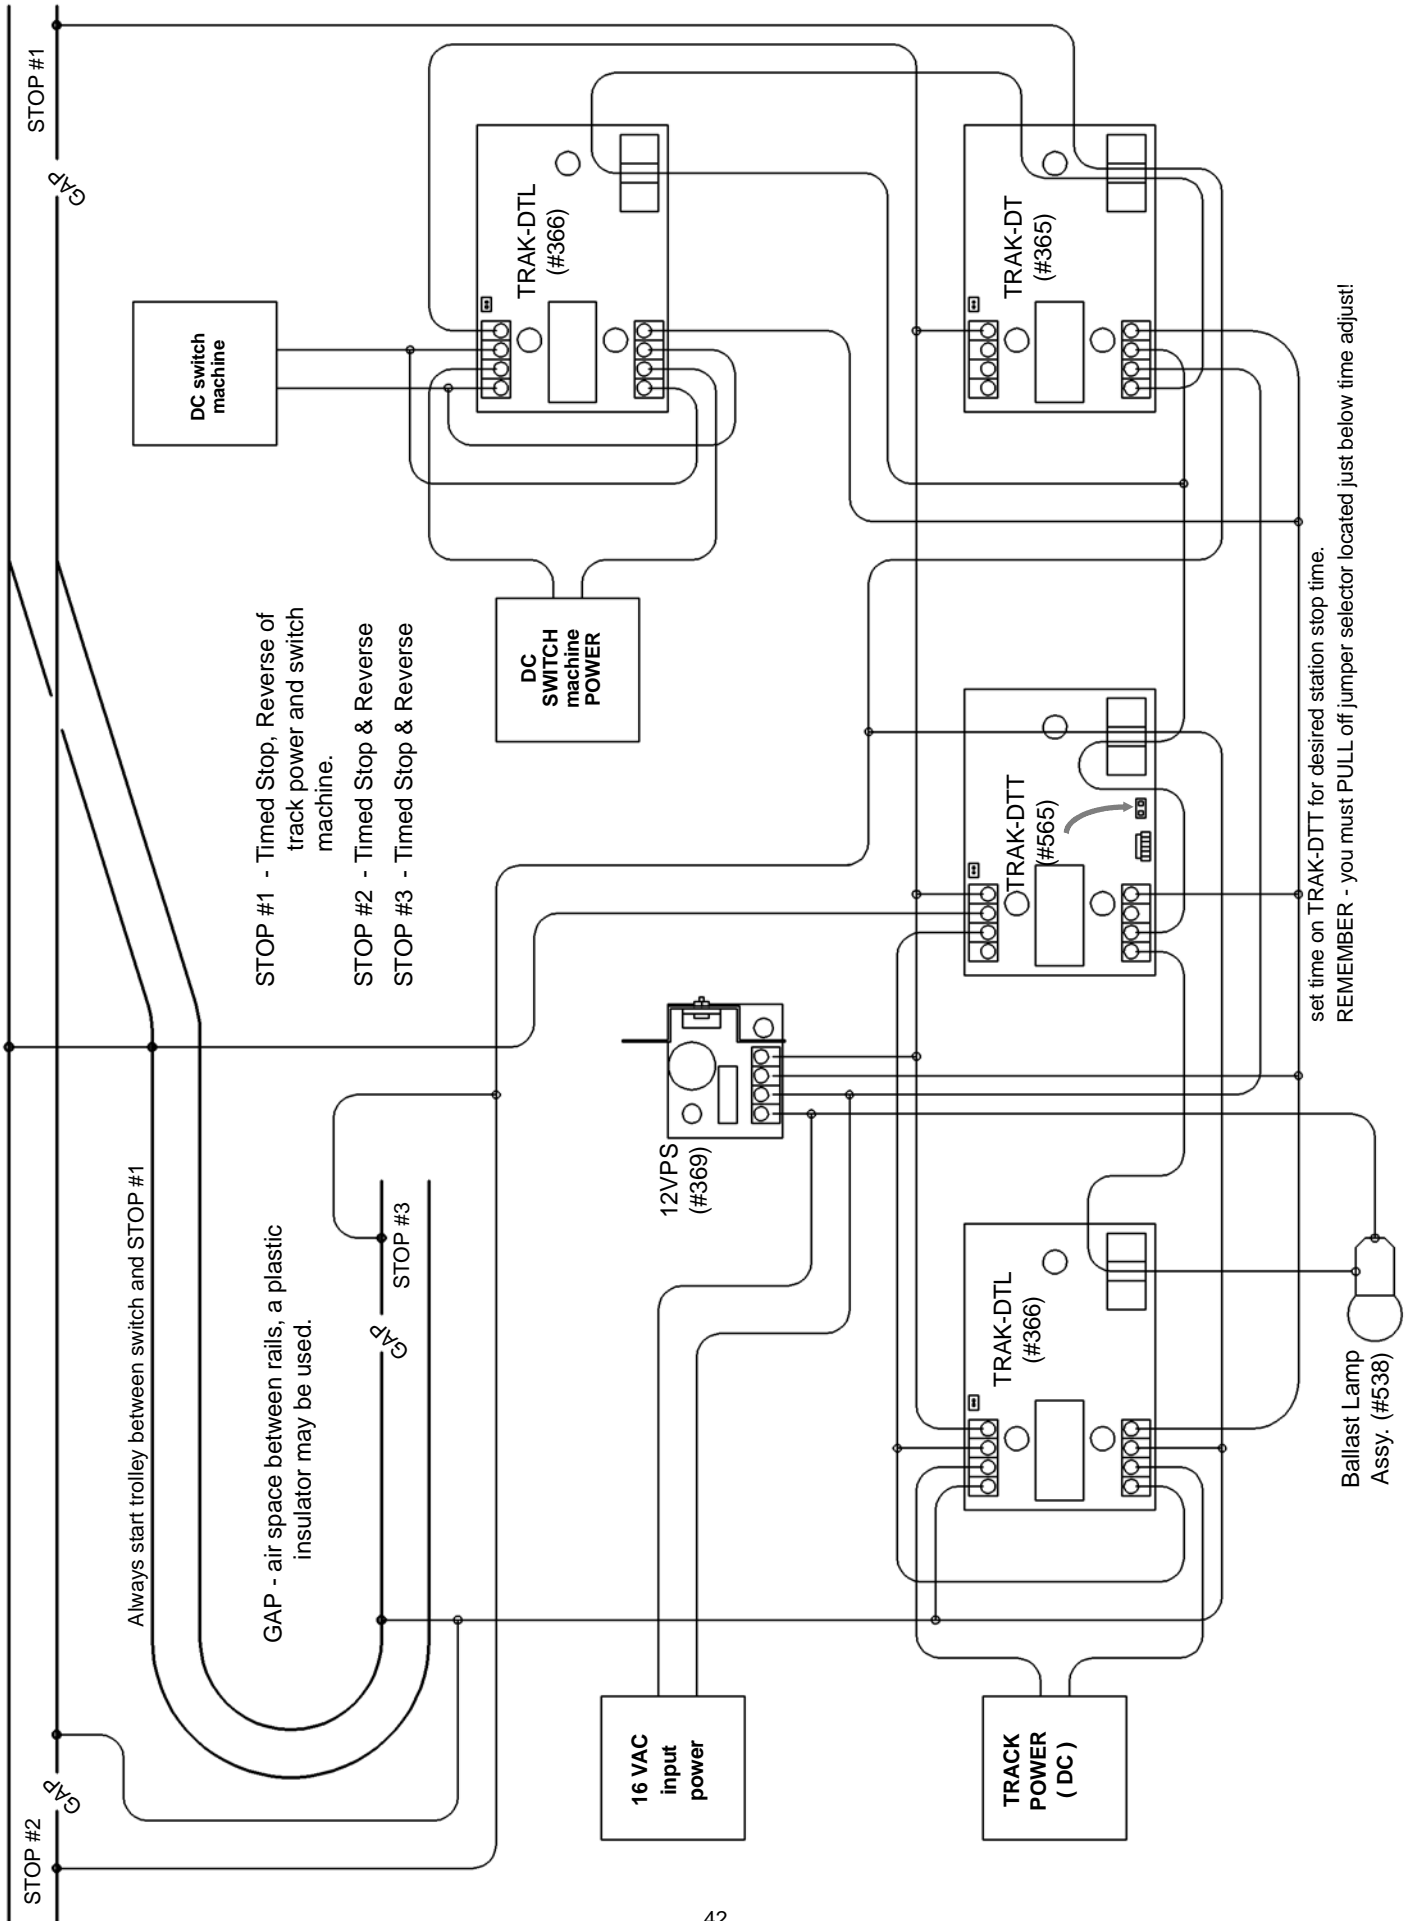 STOP #2
GAP
GAP
STOP #1
Always start trolley between switch and STOP #1
GAP - air space between rails, a plastic
insulator may be used.
GAP
STOP #3
STOP #1 - Timed Stop, Reverse of
track power and switch
machine.
STOP #2 - Timed Stop & Reverse
STOP #3 - Timed Stop & Reverse
DC switch
machine
DC
SWITCH
machine
POWER
TRAK-DTL
(#366)
16 VAC
input
power
12VPS
(#369)
TRACK
POWER
( DC )
TRAK-DTL
(#366)
TRAK-DTT
(#565)
TRAK-DT
(#365)
set time on TRAK-DTT for desired station stop time.
REMEMBER - you must PULL off jumper selector located just below time adjust!
Ballast Lamp
Assy. (#538)
42